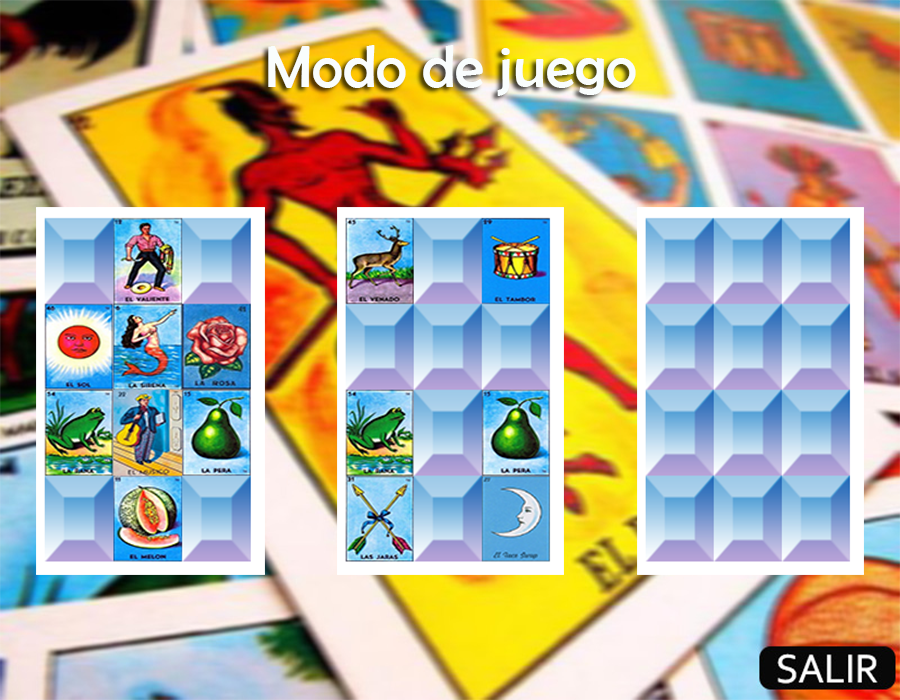 Modo de juego
EL VALIENTE
EL SOL
LA SIRENA
LA ROSA
LA RANA
EL MUSICO
LA PERA
EL MELON
EL VENADO
EL TAMBOR
LA RANA
LA PERA
LAS JARAS
SALIR